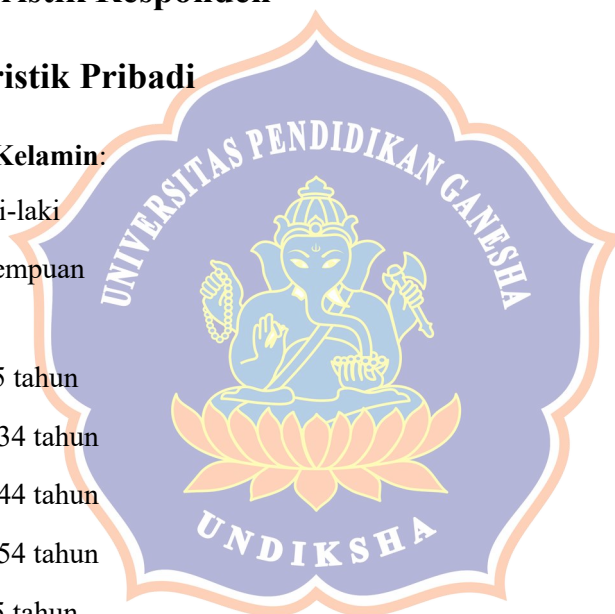 ristik Pribadi
Kelamin:
i-laki
empuan
5 tahun
34 tahun
44 tahun
54 tahun
UNIVERSITAS PENDIDIKAN GANESHA
UNDIKSHA